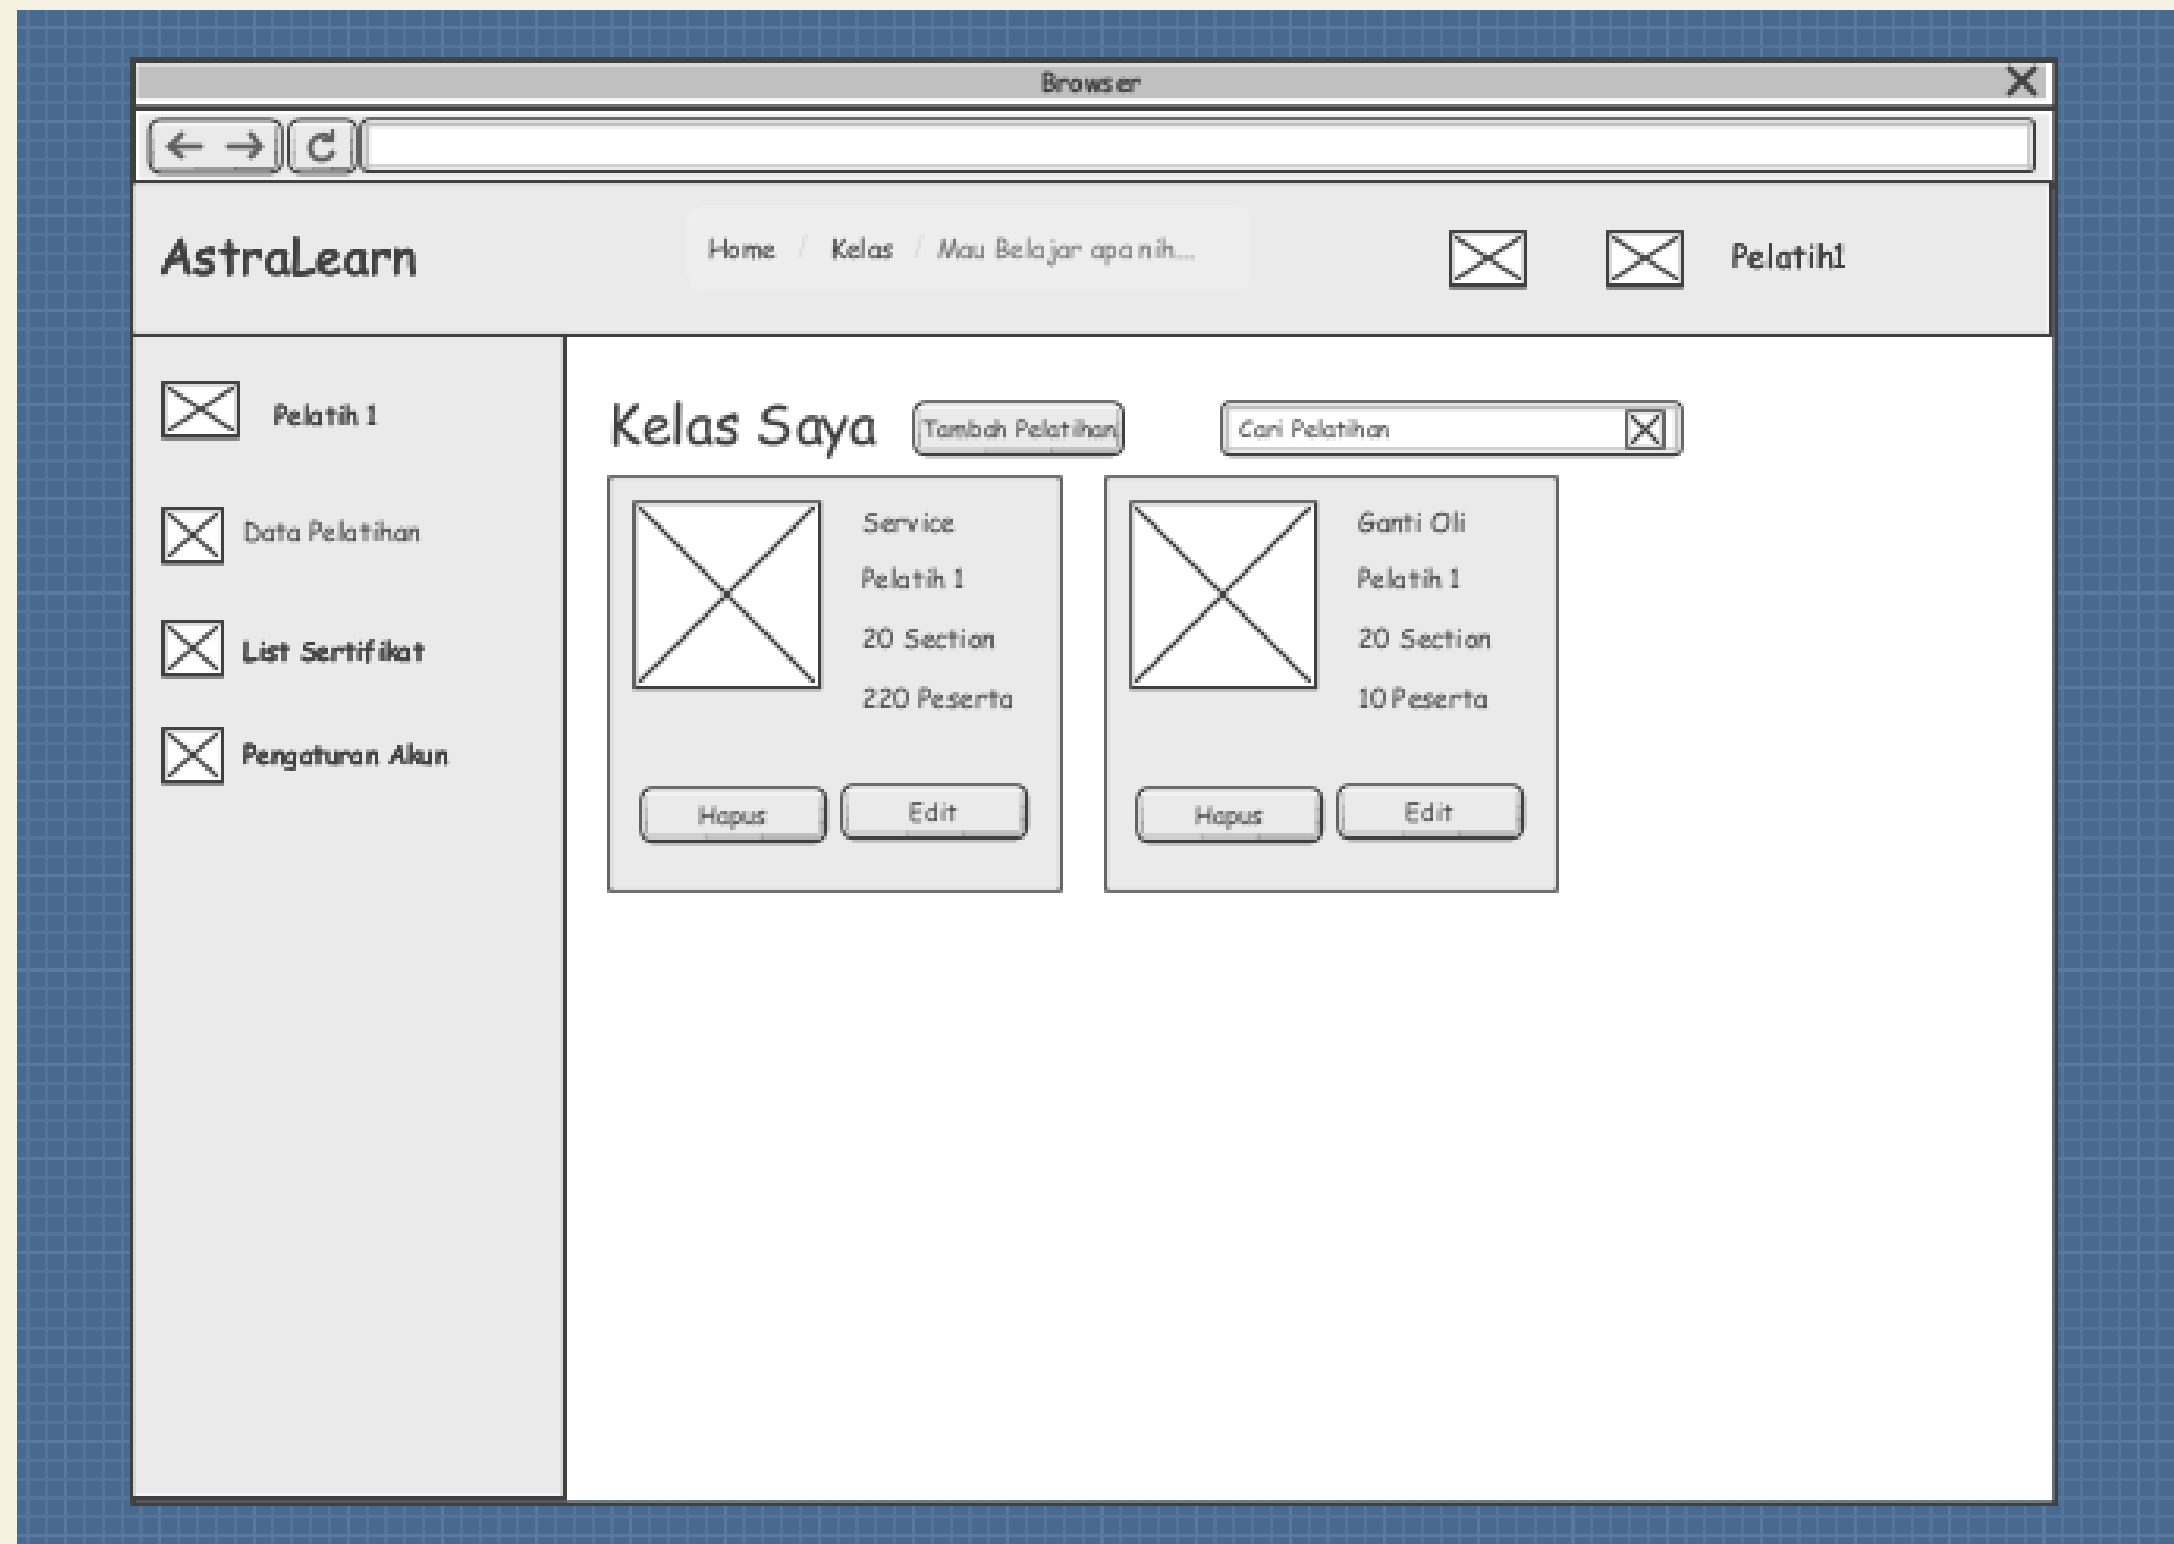 Browser
AstraLearn
Home / Kelas / Mau Belajar apa nih...
Pelatih1
Pelatih 1
Data Pelatihan
List Sertifikat
Pengaturan Akun
Kelas Saya
Tambah Pelatihan
Cari Pelatihan
Service
Pelatih 1
20 Section
220 Peserta
Hapus
Edit
Ganti Oli
Pelatih 1
20 Section
10 Peserta
Hapus
Edit